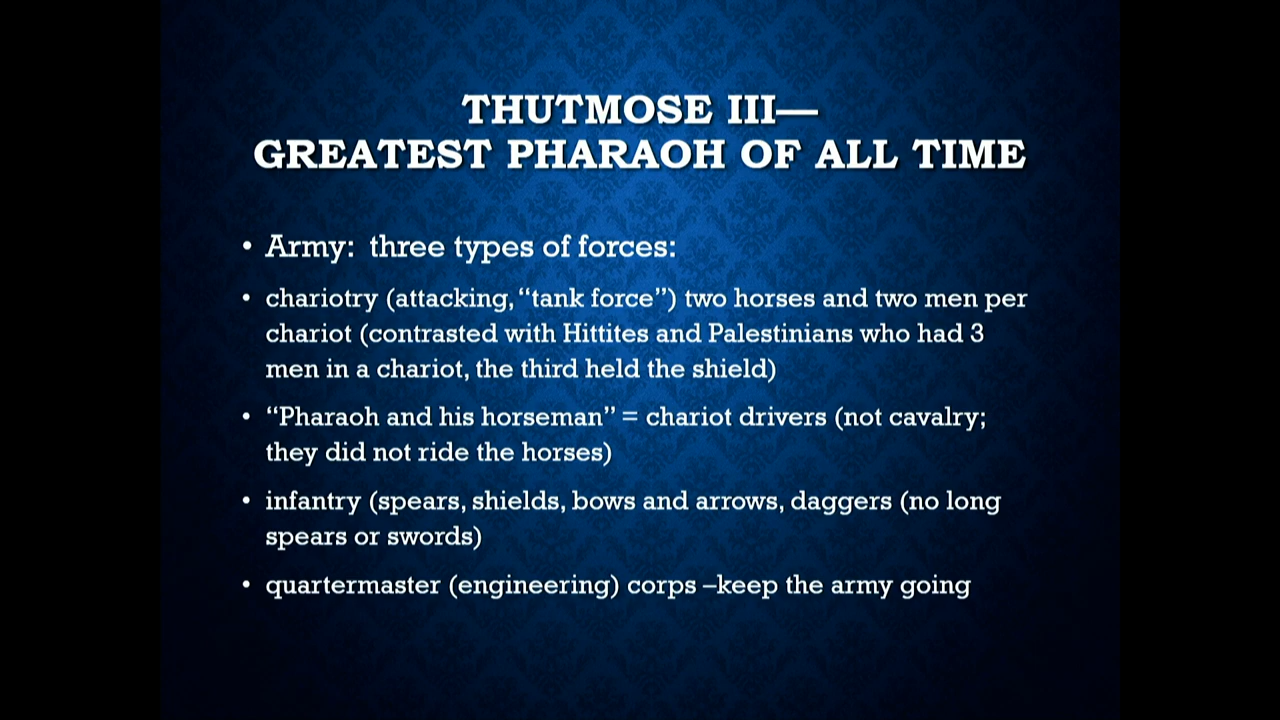 THUTMOSE III—
GREATEST PHARAOH OF ALL TIME
• Army: three types of forces:
• chariotry (attacking, “tank force”) two horses and two men per
chariot (contrasted with Hittites and Palestinians who had 3
men in a chariot, the third held the shield)
• “Pharaoh and his horseman” = chariot drivers (not cavalry;
they did not ride the horses)
• infantry (spears, shields, bows and arrows, daggers (no long
spears or swords)
• quartermaster (engineering) corps –keep the army going